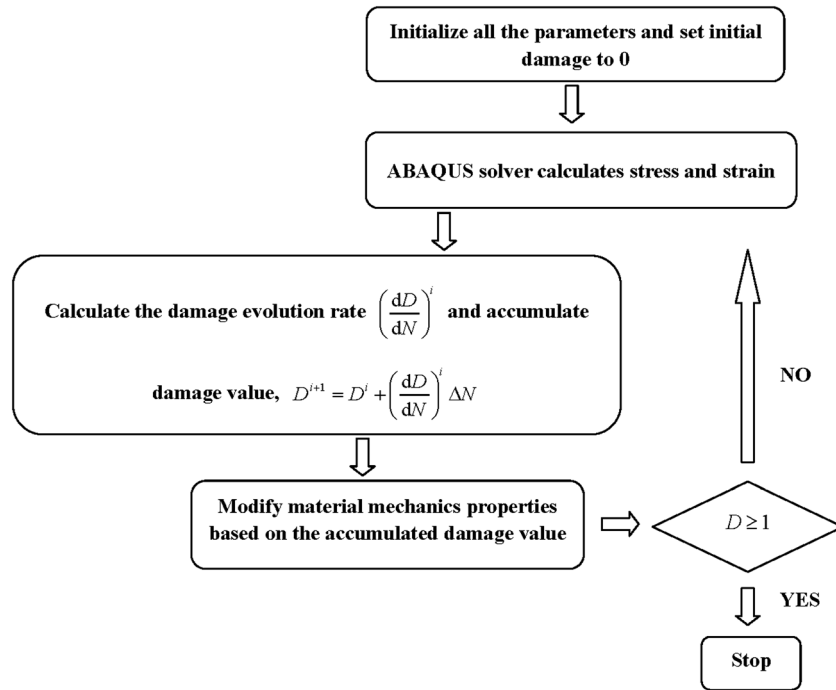 Initialize all the parameters and set initial
damage to 0
ABAQUS solver calculates stress and strain
Calculate the damage evolution rate (dD/dN)^i and accumulate
damage value, D^{i+1} = D^i + (dD/dN)^i ΔN
NO
Modify material mechanics properties
based on the accumulated damage value
D ≥ 1
YES
Stop